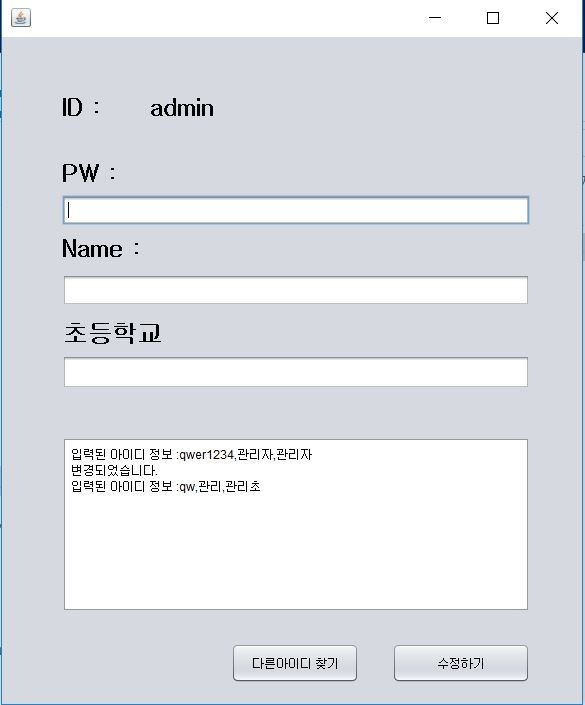 ID :  admin
PW :
Name :
초등학교
입력된 아이디 정보 :qwer1234,관리자,관리자
변경되었습니다.
입력된 아이디 정보 :qw,관리,관리초
다른아이디 찾기
수정하기